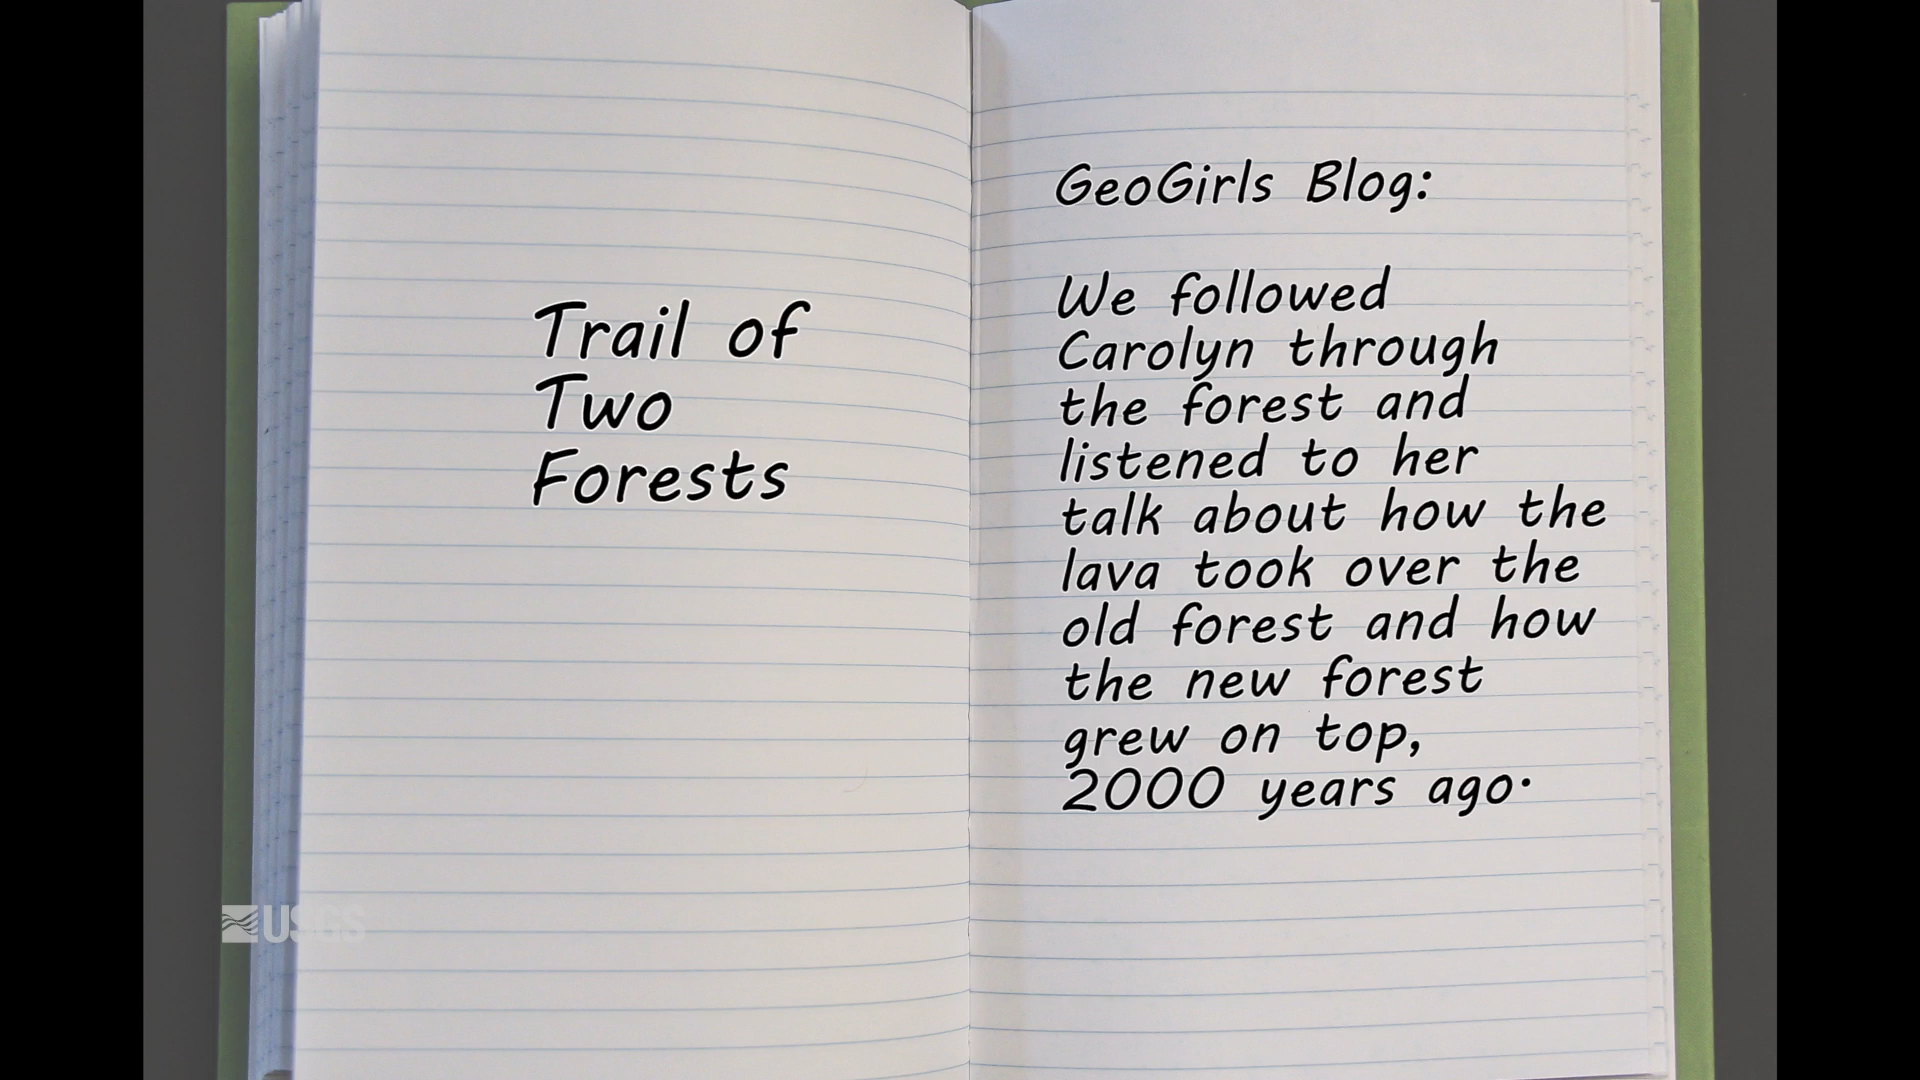 Trail of
Two
Forests
GeoGirls Blog:
We followed
Carolyn through
the forest and
listened to her
talk about how the
lava took over the
old forest and how
the new forest
grew on top,
2000 years ago.
USGS